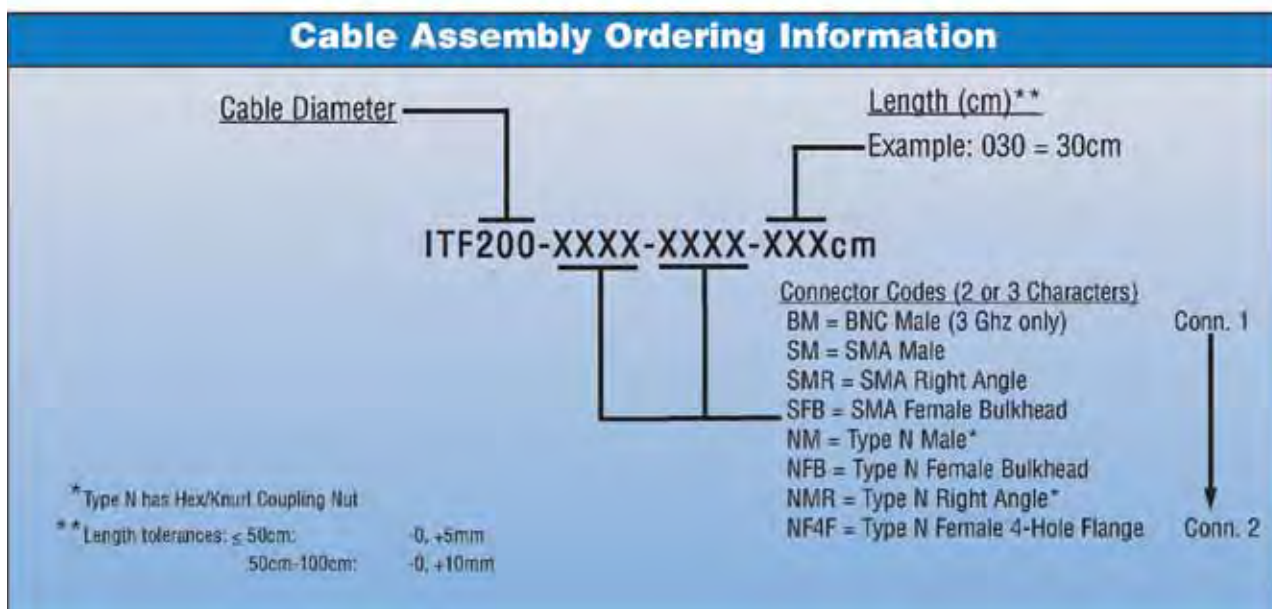 Cable Assembly Ordering Information
Cable Diameter
Length (cm)**
Example: 030 = 30cm
ITF200-XXXX-XXXX-XXXcm
Connector Codes (2 or 3 Characters)
BM = BNC Male (3 Ghz only) Conn. 1
SM = SMA Male
SMR = SMA Right Angle
SFB = SMA Female Bulkhead
NM = Type N Male*
NFB = Type N Female Bulkhead
NMR = Type N Right Angle*
NF4F = Type N Female 4-Hole Flange Conn. 2
*Type N has Hex/Knurl Coupling Nut
**Length tolerances: ≤ 50cm: -0, +5mm
50cm-100cm: -0, +10mm